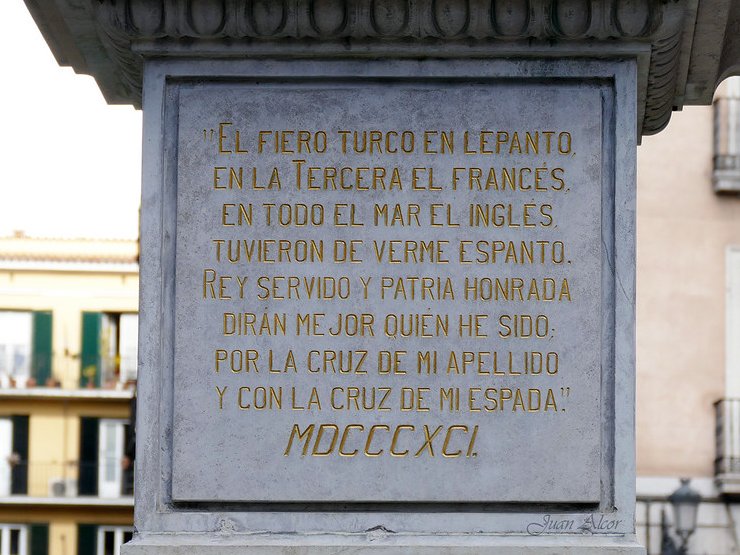 "EL FIERO TURCO EN LEPANTO,
EN LA TERCERA EL FRANCÉS,
EN TODO EL MAR EL INGLÉS,
TUVIERON DE VERME ESPANTO.
REY SERVIDO Y PATRIA HONRADA
DIRÁN MEJOR QUIÉN HE SIDO;
POR LA CRUZ DE MI APELLIDO
Y CON LA CRUZ DE MI ESPADA."
MDCCCXCI.
Juan Alcor